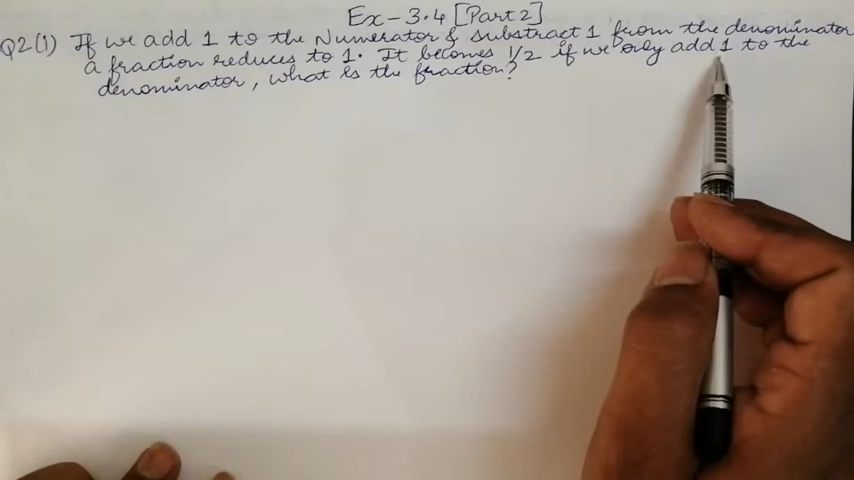 Ex-3.4 [Part 2]
Q2(1) If we add 1 to the Numerator & substract 1 from the denominator
a fraction reduces to 1. It becomes 1/2 if we only add 1 to the
denominator, what is the fraction?